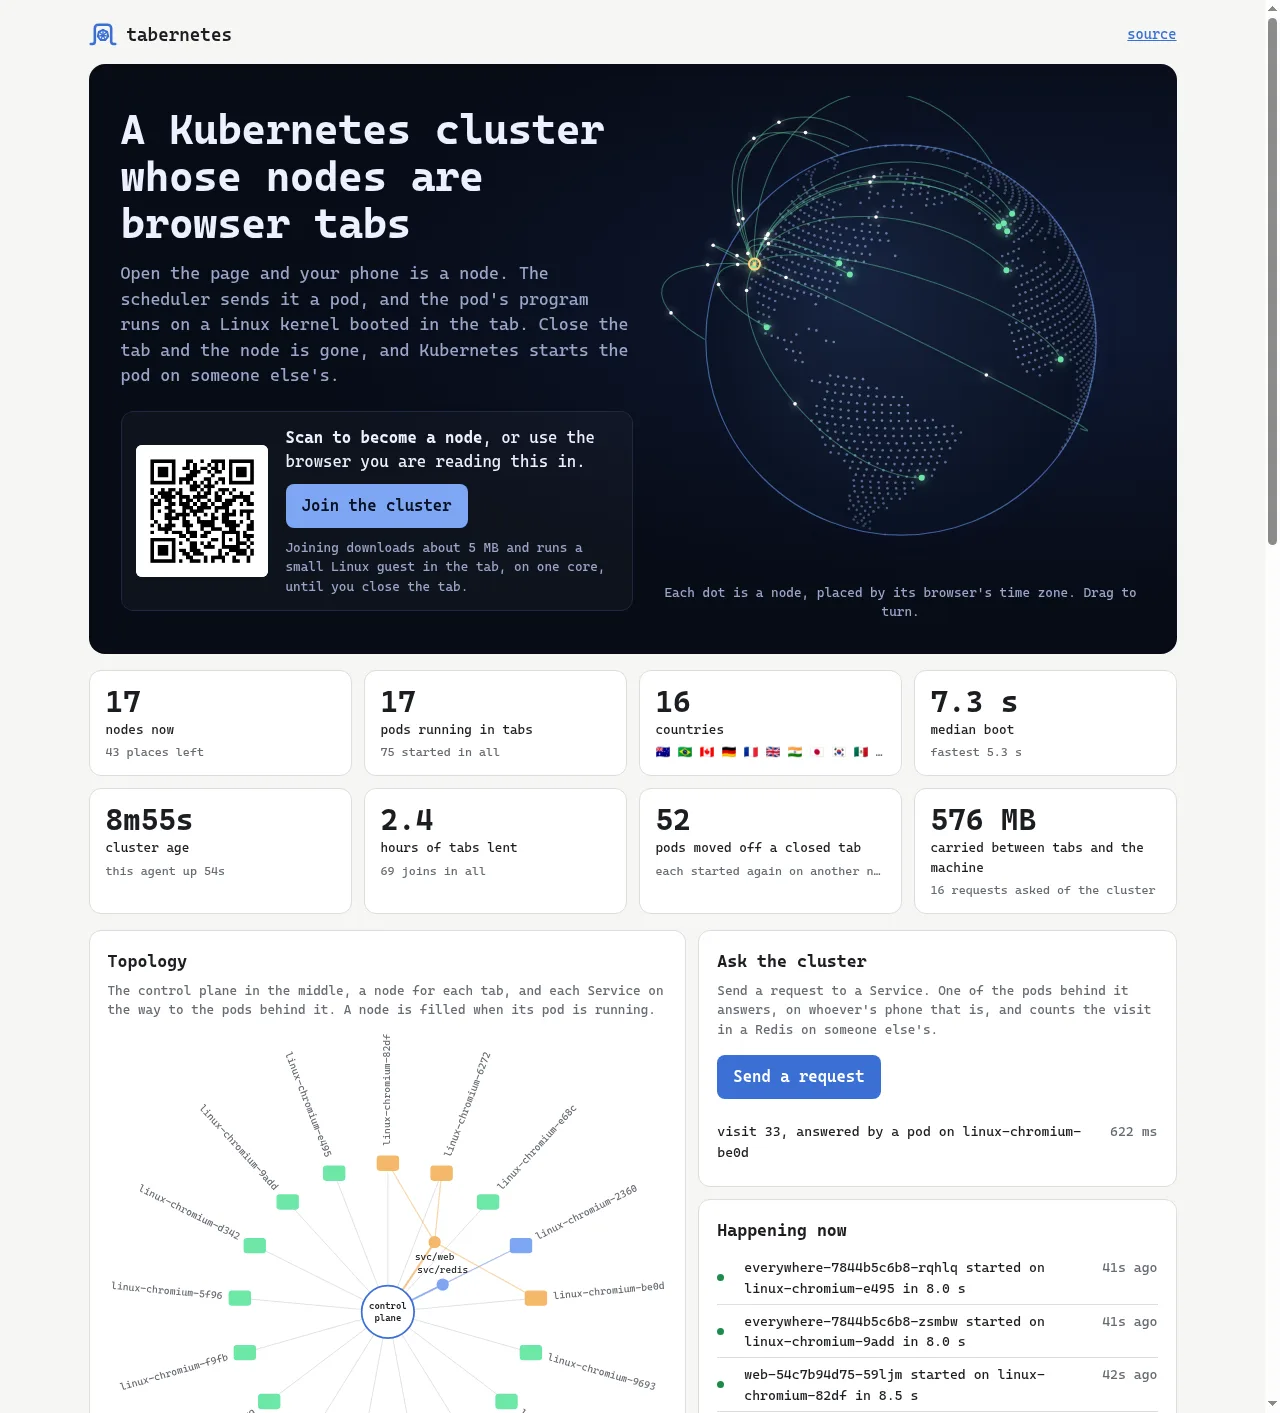 tabernetes
source
A Kubernetes cluster
whose nodes are
browser tabs
Open the page and your phone is a node. The
scheduler sends it a pod, and the pod's program
runs on a Linux kernel booted in the tab. Close the
tab and the node is gone, and Kubernetes starts the
pod on someone else's.
Scan to become a node, or use the
browser you are reading this in.
Join the cluster
Joining downloads about 5 MB and runs a
small Linux guest in the tab, on one core,
until you close the tab.
Each dot is a node, placed by its browser's time zone. Drag to
turn.
17
nodes now
43 places left
17
pods running in tabs
75 started in all
16
countries
…
7.3 s
median boot
fastest 5.3 s
8m55s
cluster age
this agent up 54s
2.4
hours of tabs lent
69 joins in all
52
pods moved off a closed tab
each started again on another n…
576 MB
carried between tabs and the
machine
16 requests asked of the cluster
Topology
The control plane in the middle, a node for each tab, and each Service on
the way to the pods behind it. A node is filled when its pod is running.
linux-chromium-82df
linux-chromium-e495
linux-chromium-6272
linux-chromium-9add
linux-chromium-e68c
linux-chromium-d342
linux-chromium-2360
svc/web
svc/redis
linux-chromium-5f96
linux-chromium-be0d
control
plane
linux-chromium-f9fb
linux-chromium-9693
Ask the cluster
Send a request to a Service. One of the pods behind it
answers, on whoever's phone that is, and counts the visit
in a Redis on someone else's.
Send a request
visit 33, answered by a pod on linux-chromium-
be0d
622 ms
Happening now
everywhere-7844b5c6b8-rqhlq started on
linux-chromium-e495 in 8.0 s
41s ago
everywhere-7844b5c6b8-zsmbw started on
linux-chromium-9add in 8.0 s
41s ago
web-54c7b94d75-59ljm started on linux-
chromium-82df in 8.5 s
42s ago